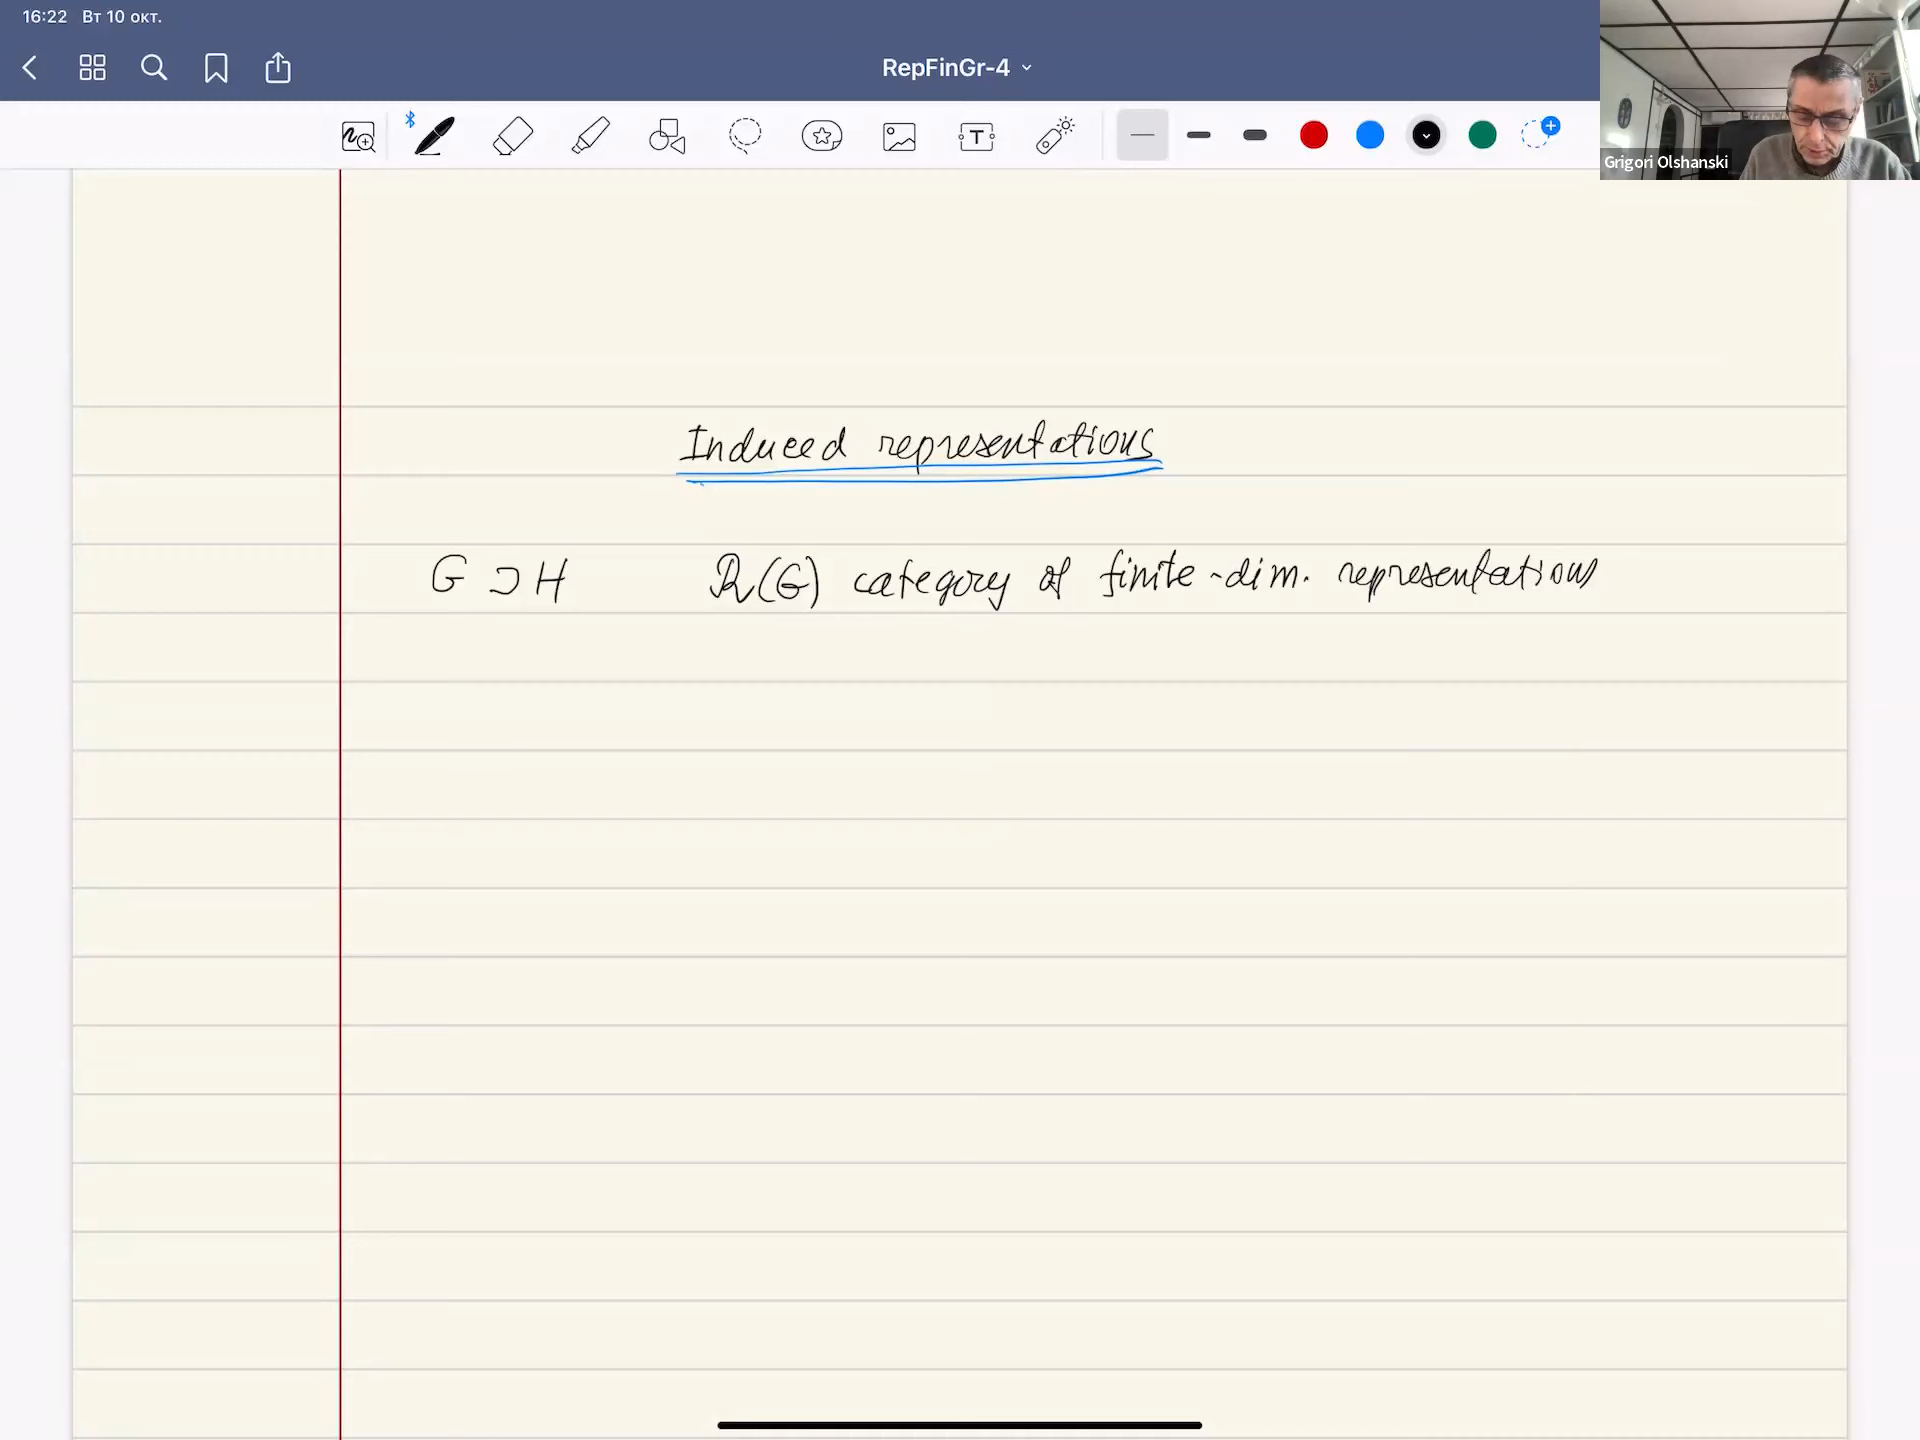 16:22 Вт 10 окт.
RepFinGr-4
Grigori Olshanski
Induced representations
G ⊃ H R(G) category of finite-dim. representations